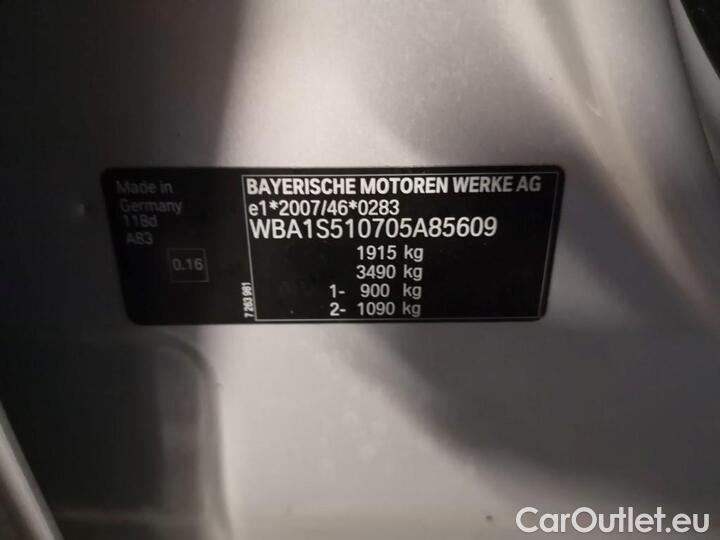 Made in
Germany
118d
A83
0.16
7 263 981
BAYERISCHE MOTOREN WERKE AG
e1*2007/46*0283
WBA1S510705A85609
1915 kg
3490 kg
1- 900 kg
2- 1090 kg
CarOutlet.eu